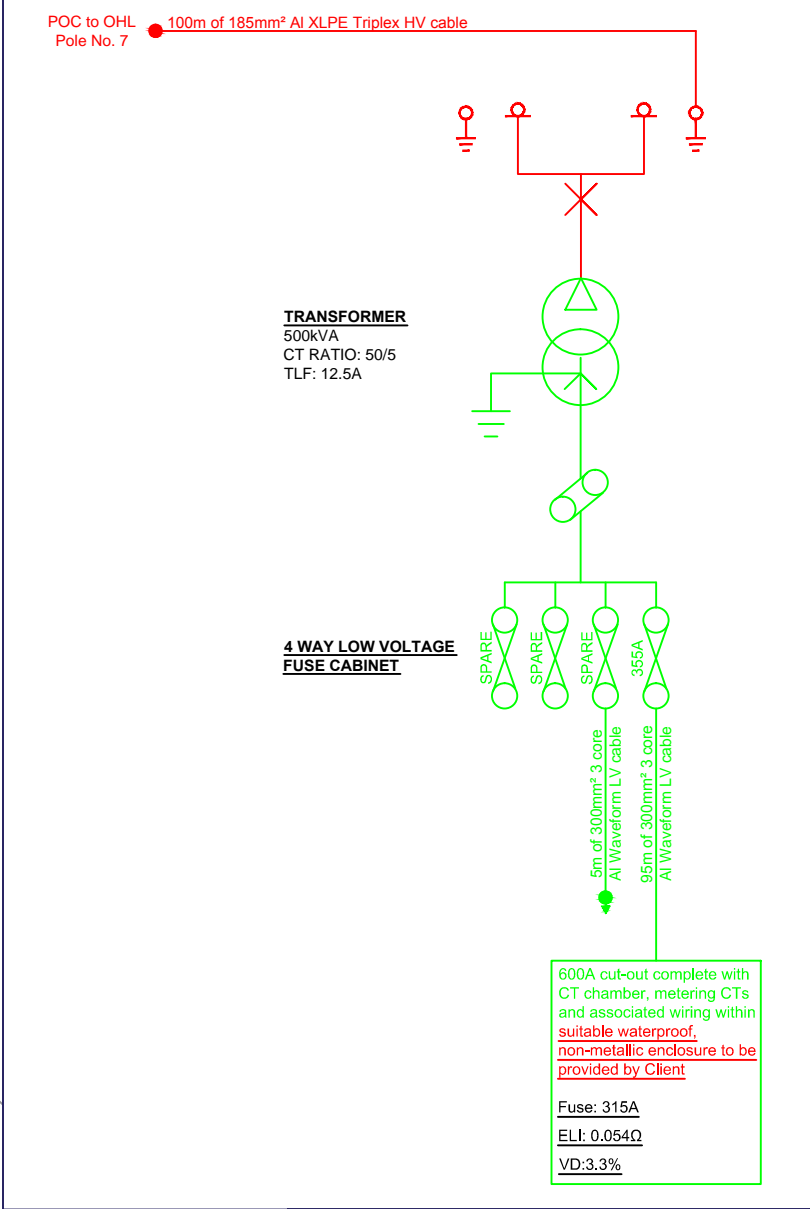 POC to OHL
Pole No. 7
100m of 185mm² Al XLPE Triplex HV cable
TRANSFORMER
500kVA
CT RATIO: 50/5
TLF: 12.5A
4 WAY LOW VOLTAGE
FUSE CABINET
SPARE
SPARE
SPARE
355A
5m of 300mm² 3 core
Al Waveform LV cable
95m of 300mm² 3 core
Al Waveform LV cable
600A cut-out complete with
CT chamber, metering CTs
and associated wiring within
suitable waterproof,
non-metallic enclosure to be
provided by Client
Fuse: 315A
ELI: 0.054Ω
VD:3.3%